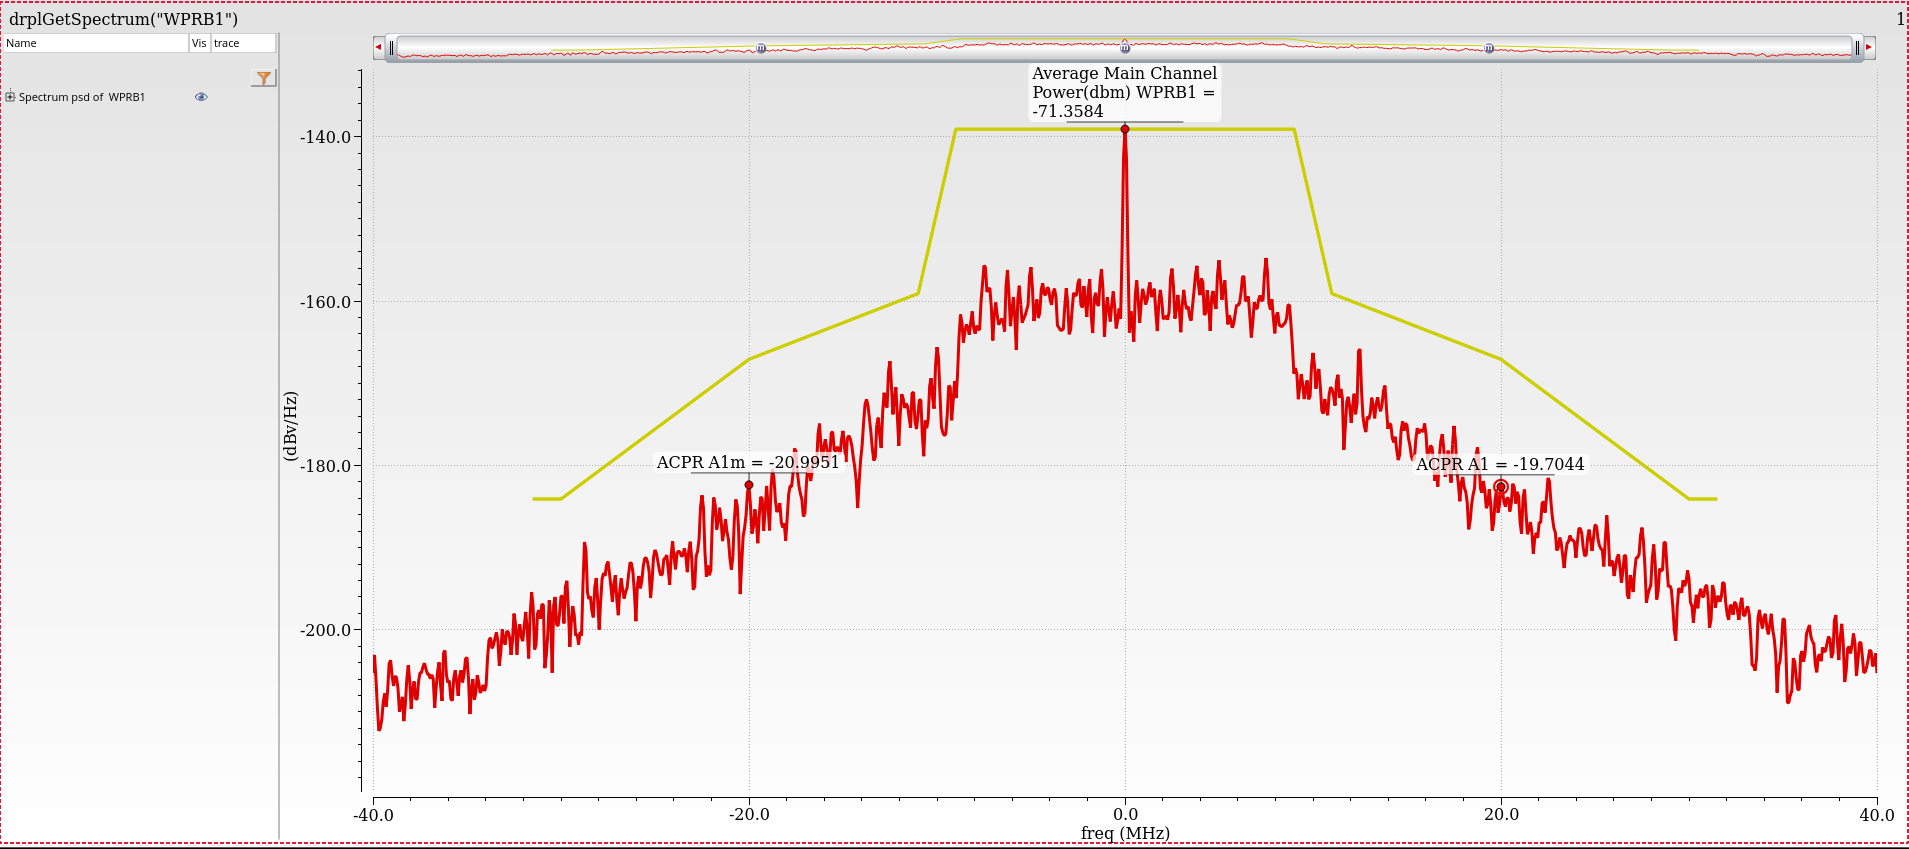 drplGetSpectrum("WPRB1")
1
Name Vis trace
Spectrum psd of WPRB1
m m m
Average Main Channel
Power(dbm) WPRB1 =
-71.3584
-140.0
-160.0
-180.0
-200.0
(dBv/Hz)
ACPR A1m = -20.9951
ACPR A1 = -19.7044
-40.0 -20.0 0.0 20.0 40.0
freq (MHz)